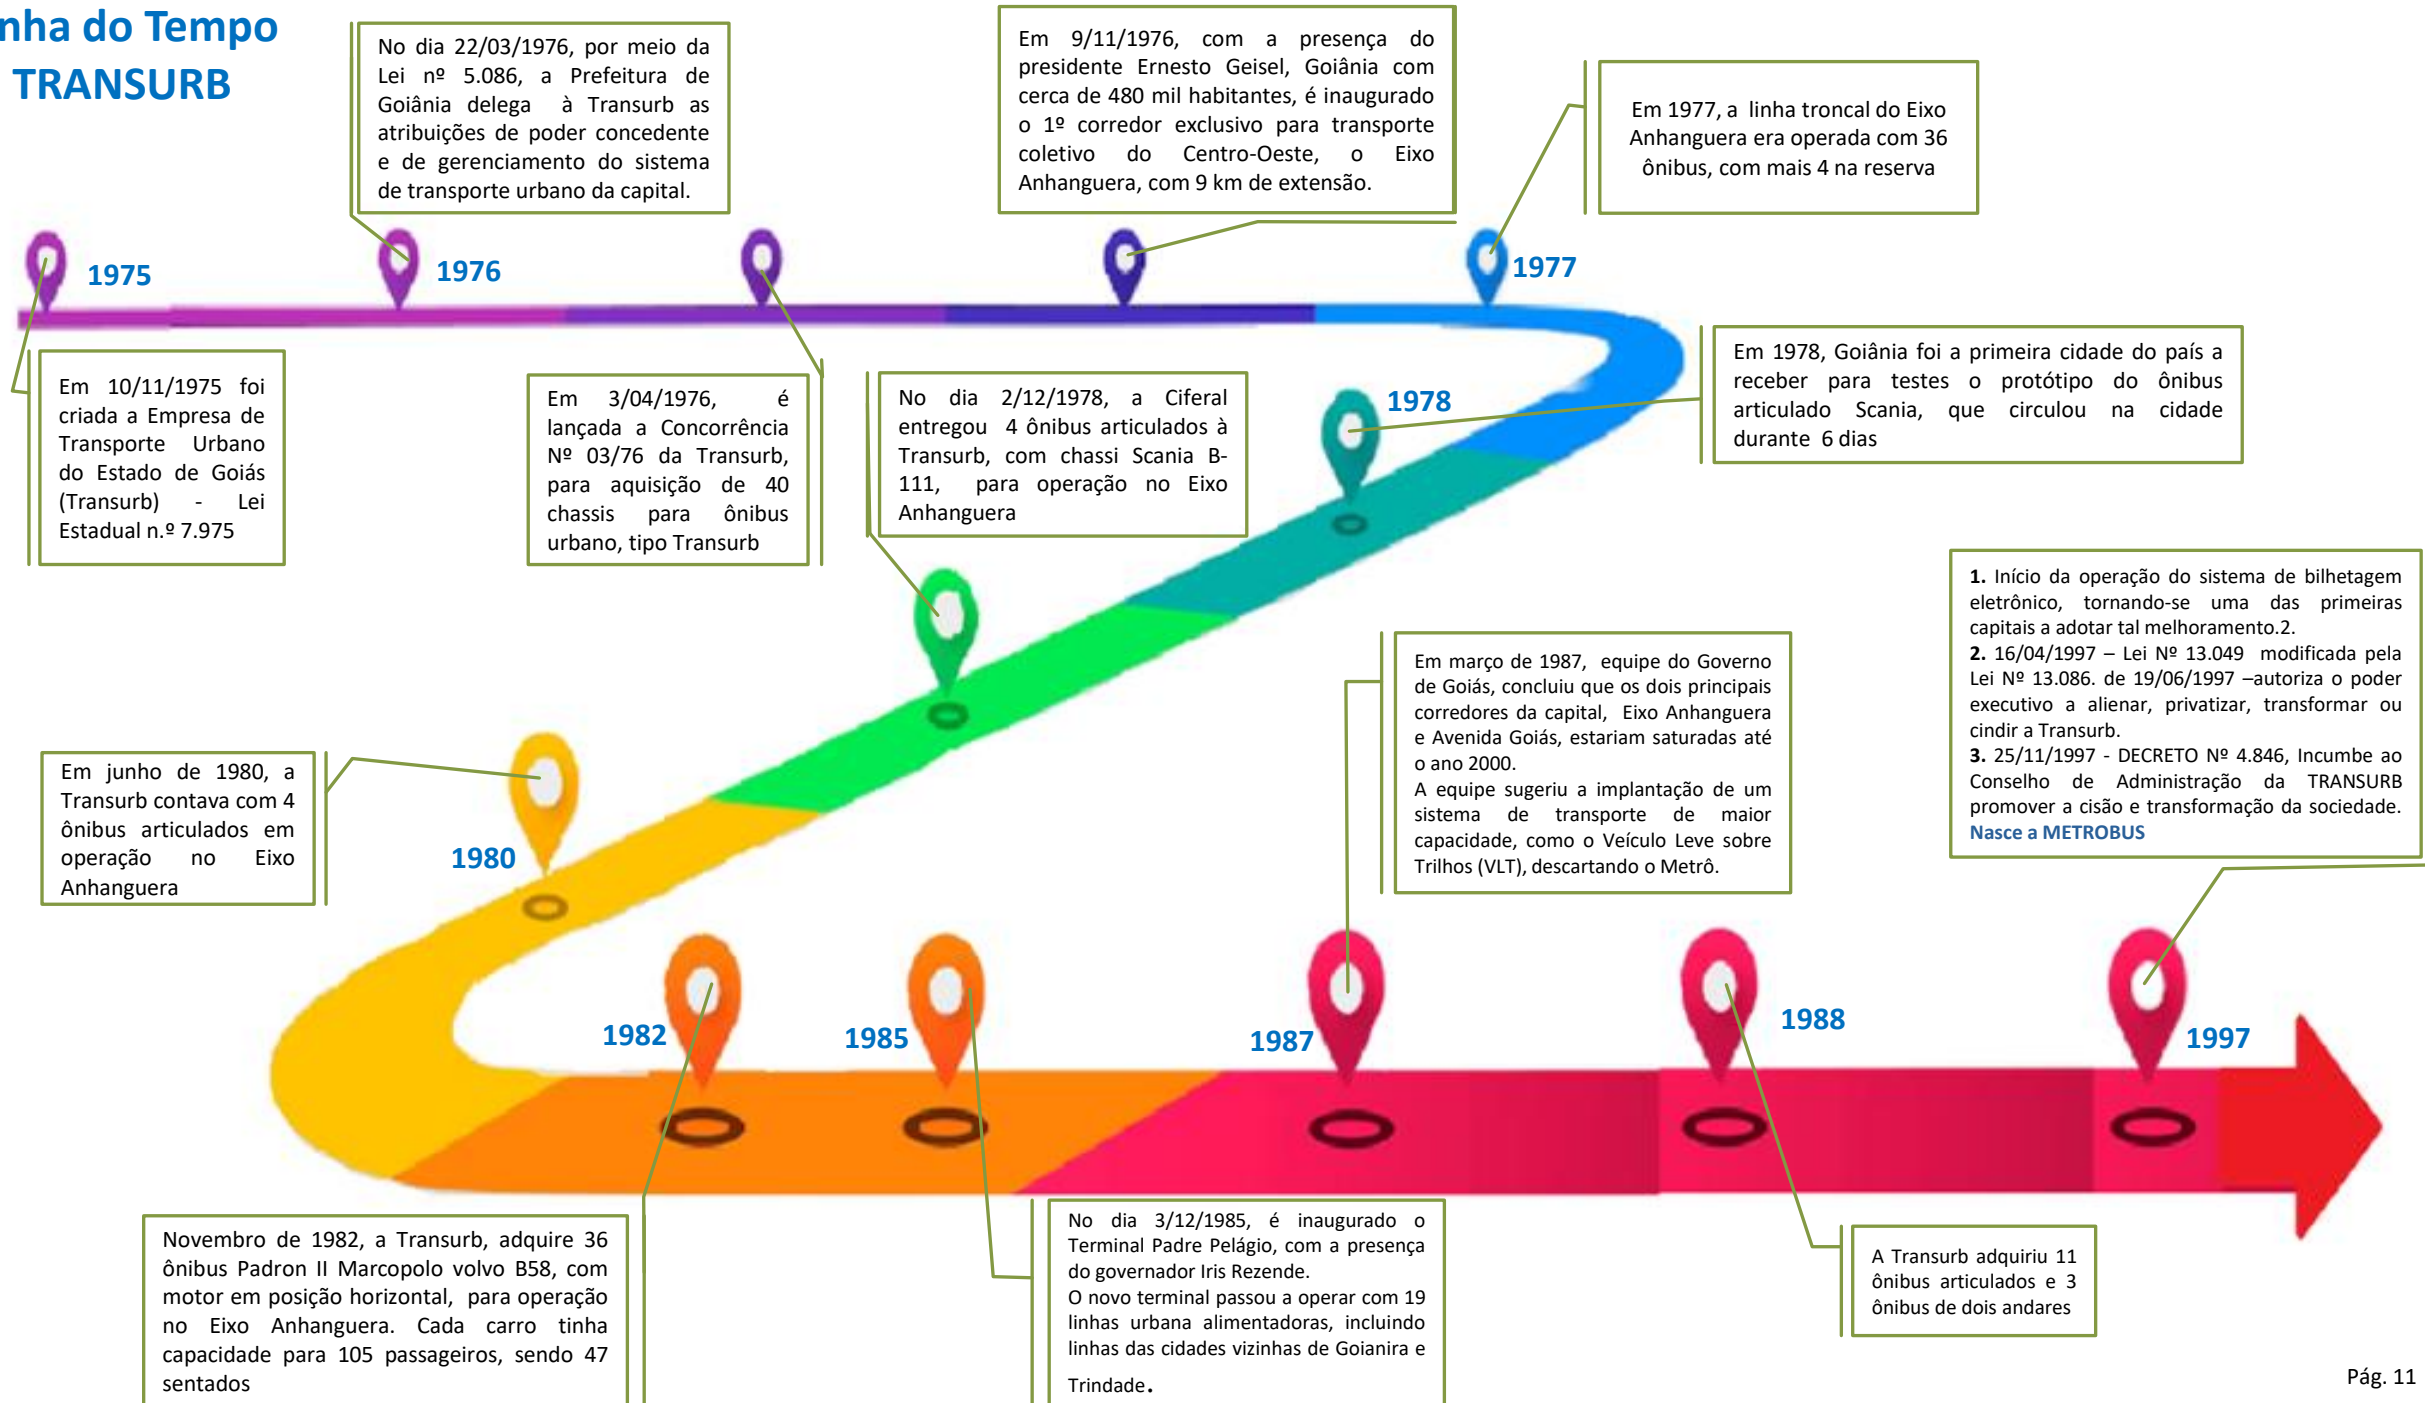 nha do Tempo
TRANSURB
No dia 22/03/1976, por meio da
Lei nº 5.086, a Prefeitura de
Goiânia delega à Transurb as
atribuições de poder concedente
e de gerenciamento do sistema
de transporte urbano da capital.
Em 9/11/1976, com a presença do
presidente Ernesto Geisel, Goiânia com
cerca de 480 mil habitantes, é inaugurado
o 1º corredor exclusivo para transporte
coletivo do Centro-Oeste, o Eixo
Anhanguera, com 9 km de extensão.
Em 1977, a linha troncal do Eixo
Anhanguera era operada com 36
ônibus, com mais 4 na reserva
1975
1976
1977
Em 10/11/1975 foi
criada a Empresa de
Transporte Urbano
do Estado de Goiás
(Transurb) - Lei
Estadual n.º 7.975
Em 3/04/1976, é
lançada a Concorrência
Nº 03/76 da Transurb,
para aquisição de 40
chassis para ônibus
urbano, tipo Transurb
No dia 2/12/1978, a Ciferal
entregou 4 ônibus articulados à
Transurb, com chassi Scania B-
111, para operação no Eixo
Anhanguera
1978
Em 1978, Goiânia foi a primeira cidade do país a
receber para testes o protótipo do ônibus
articulado Scania, que circulou na cidade
durante 6 dias
Em junho de 1980, a
Transurb contava com 4
ônibus articulados em
operação no Eixo
Anhanguera
1980
Em março de 1987, equipe do Governo
de Goiás, concluiu que os dois principais
corredores da capital, Eixo Anhanguera
e Avenida Goiás, estariam saturadas até
o ano 2000.
A equipe sugeriu a implantação de um
sistema de transporte de maior
capacidade, como o Veículo Leve sobre
Trilhos (VLT), descartando o Metrô.
1. Início da operação do sistema de bilhetagem
eletrônico, tornando-se uma das primeiras
capitais a adotar tal melhoramento.2.
2. 16/04/1997 – Lei Nº 13.049 modificada pela
Lei Nº 13.086. de 19/06/1997 –autoriza o poder
executivo a alienar, privatizar, transformar ou
cindir a Transurb.
3. 25/11/1997 - DECRETO Nº 4.846, Incumbe ao
Conselho de Administração da TRANSURB
promover a cisão e transformação da sociedade.
Nasce a METROBUS
1982
1985
1987
1988
1997
Novembro de 1982, a Transurb, adquire 36
ônibus Padron II Marcopolo volvo B58, com
motor em posição horizontal, para operação
no Eixo Anhanguera. Cada carro tinha
capacidade para 105 passageiros, sendo 47
sentados
No dia 3/12/1985, é inaugurado o
Terminal Padre Pelágio, com a presença
do governador Iris Rezende.
O novo terminal passou a operar com 19
linhas urbana alimentadoras, incluindo
linhas das cidades vizinhas de Goianira e
Trindade.
A Transurb adquiriu 11
ônibus articulados e 3
ônibus de dois andares
Pág. 11